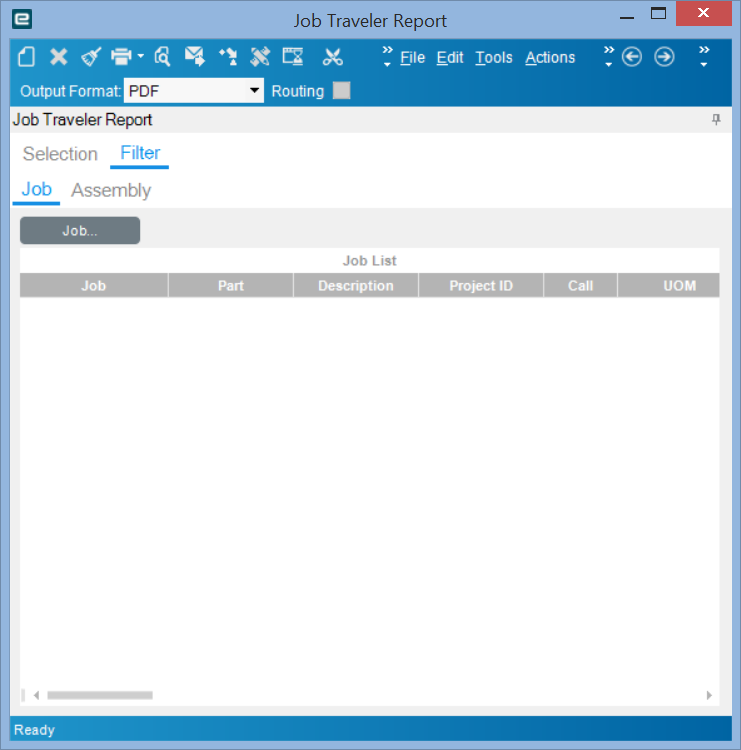 Job Traveler Report
File Edit Tools Actions
Output Format: PDF Routing
Job Traveler Report
Selection Filter
Job Assembly
Job...
Job List
Job Part Description Project ID Call UOM
Ready